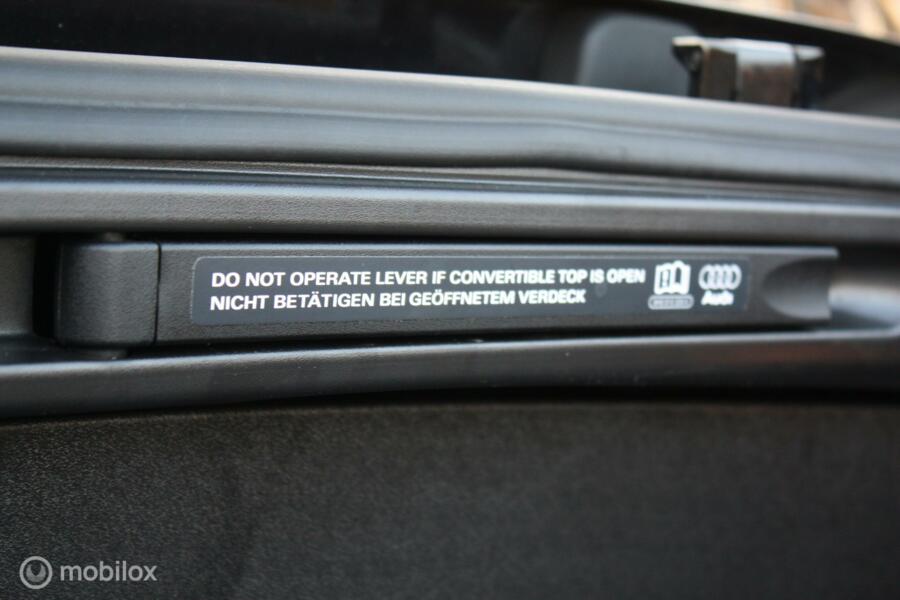 DO NOT OPERATE LEVER IF CONVERTIBLE TOP IS OPEN
NICHT BETÄTIGEN BEI GEÖFFNETEM VERDECK
Audi
mobilox